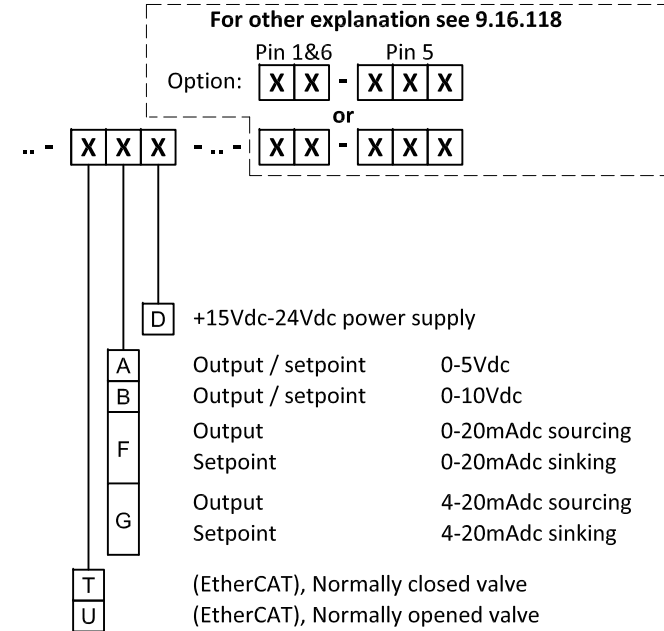 For other explanation see 9.16.118
Pin 1&6 Pin 5
Option: X X - X X X
or
.. - X X X - .. - X X - X X X
D +15Vdc-24Vdc power supply
A Output / setpoint 0-5Vdc
B Output / setpoint 0-10Vdc
F Output 0-20mAdc sourcing
Setpoint 0-20mAdc sinking
G Output 4-20mAdc sourcing
Setpoint 4-20mAdc sinking
T (EtherCAT), Normally closed valve
U (EtherCAT), Normally opened valve